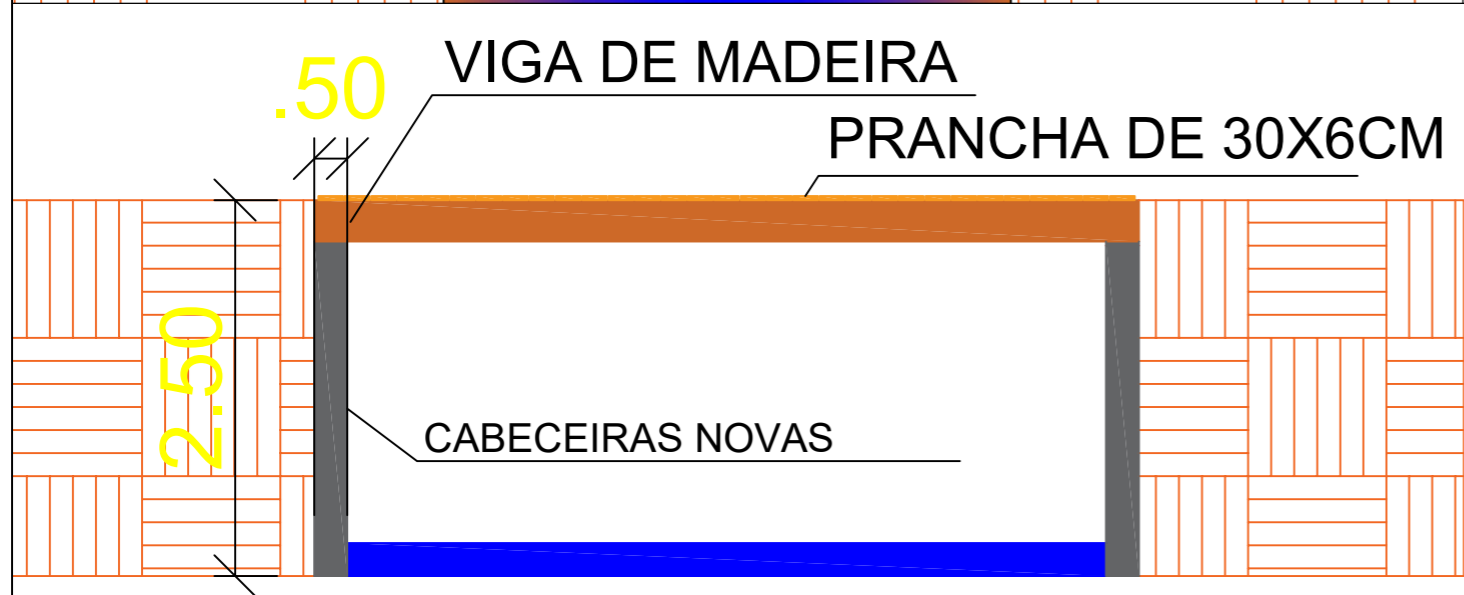 .50
VIGA DE MADEIRA
PRANCHA DE 30X6CM
2.50
CABECEIRAS NOVAS